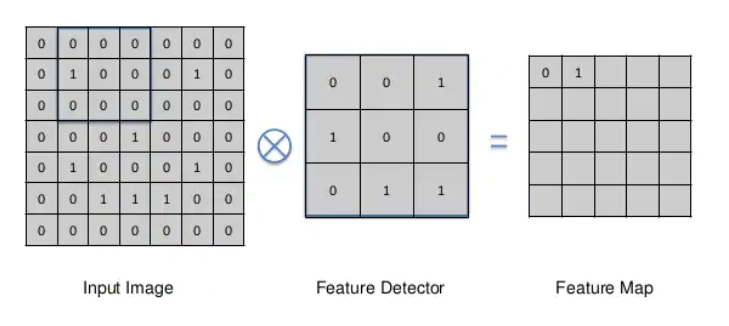 0 0 0 0 0 0 0
0 1 0 0 0 1 0
0 0 0 0 0 0 0
0 0 0 1 0 0 0
0 1 0 0 0 1 0
0 0 1 1 1 0 0
0 0 0 0 0 0 0
0 0 1
1 0 0
0 1 1
=
0 1
Input Image
Feature Detector
Feature Map